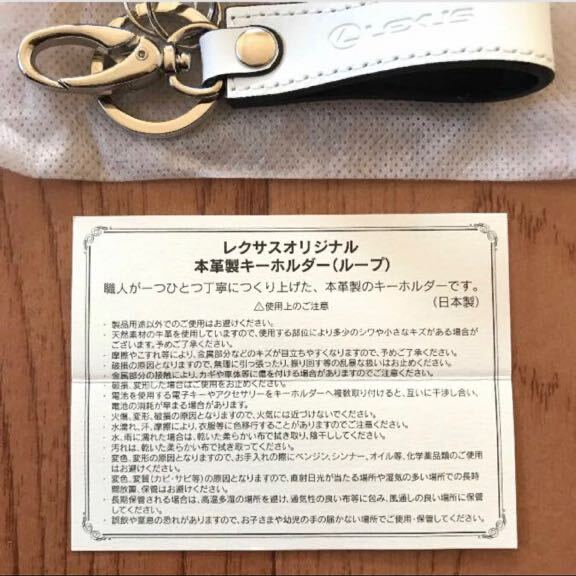 LEXUS
レクサスオリジナル
本革製キーホルダー(ループ)
職人が一つひとつ丁寧につくり上げた、本革製のキーホルダーです。
(日本製)
⚠使用上のご注意
・製品用途以外でのご使用はお避けください。
・天然素材の牛革を使用していますので、使用する部位により多少のシワや小さなキズがある場合が
ございます。予めご了承ください。
・摩擦やこすれ等により、金属部分などのキズが目立ちやすくなりますので、予めご了承ください。
・破損の原因となりますので、無理に引っ張ったり、振り回す等の乱暴な扱いはお止めください。
・金属部分の接触により、カギや車体等に傷を付ける場合がありますのでご注意ください。
・破損、変形した場合はご使用をお止めください。
・電池を使用する電子キーやアクセサリーをキーホルダーへ複数取り付けると、互いに干渉し合い、
電池の消耗が早まる場合があります。
・火傷、変形、破損の原因となりますので、火気には近づけないでください。
・水濡れ、汗、摩擦により、衣服等に色移行することがありますのでご注意ください。
・水、雨に濡れた場合は、乾いた柔らかい布で拭き取り、陰干ししてください。
・汚れは、乾いた柔らかい布で拭き取ってください。
・変色、変形の原因となりますので、お手入れの際にベンジン、シンナー、オイル等、化学薬品類のご使用
はお避けください。
・変色、変質(カビ・サビ等)の原因となりますので、直射日光が当たる場所や湿気の多い場所での長時
間放置、保管はお避けください。
・長期保管される場合は、高温多湿の場所を避け、通気性の良い布等に包み、風通しの良い場所に保管
してください。
・誤飲や窒息の恐れがありますので、お子さまや幼児の手の届かない場所でご使用・保管してください。